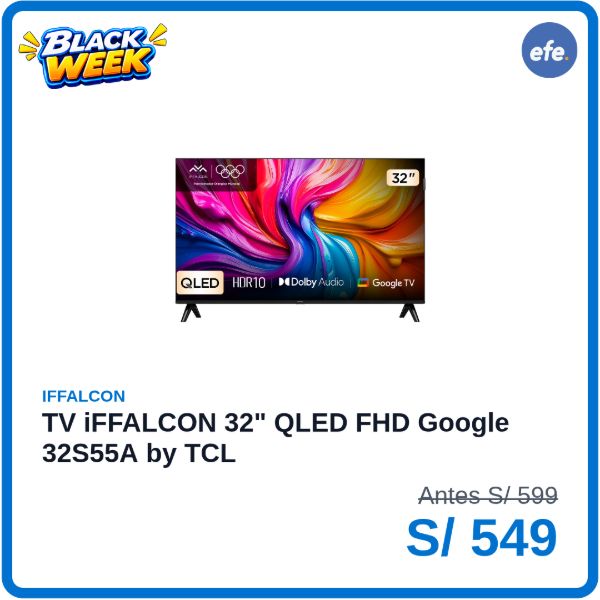 BLACK
WEEK
efe.
iFFALCON
32"
QLED
HDR10
Dolby Audio
Google TV
IFFALCON
TV iFFALCON 32" QLED FHD Google
32S55A by TCL
Antes S/ 599
S/ 549